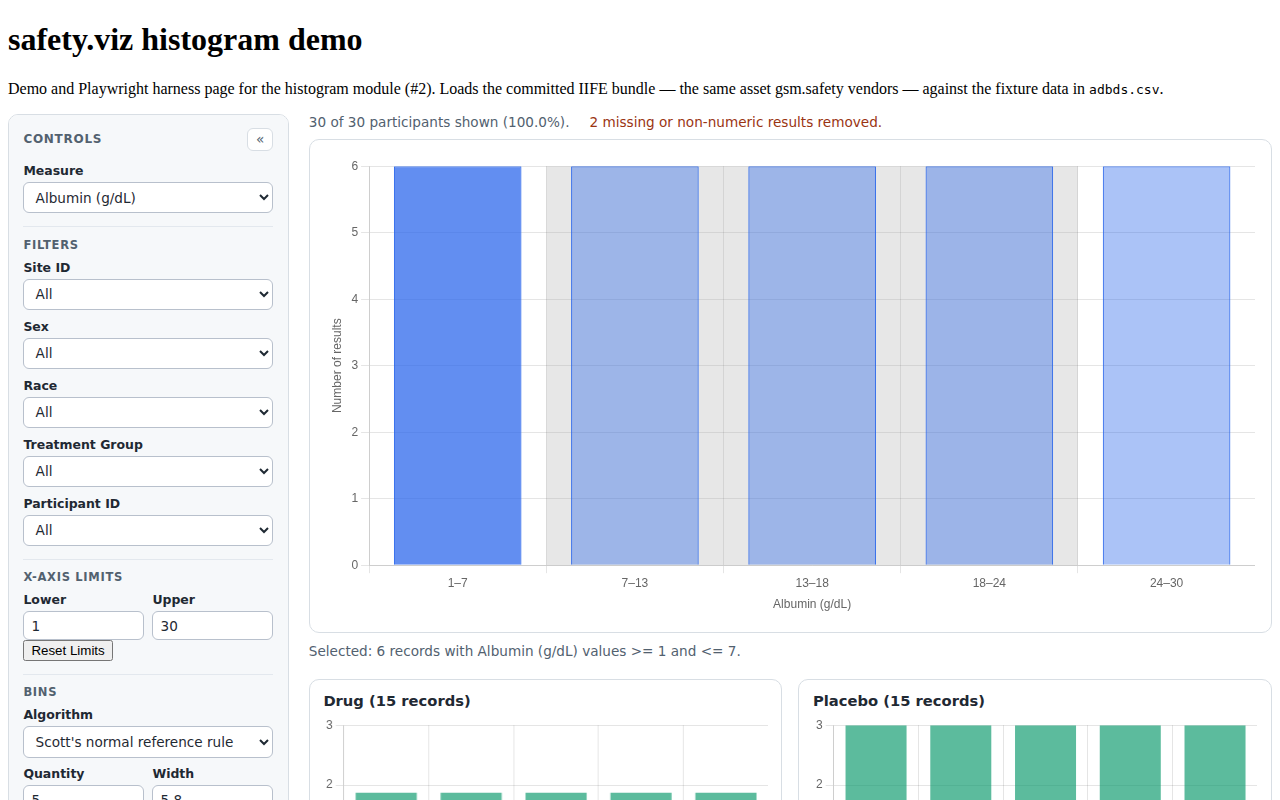 safety.viz histogram demo
Demo and Playwright harness page for the histogram module (#2). Loads the committed IIFE bundle — the same asset gsm.safety vendors — against the fixture data in adbds.csv.
CONTROLS
«
Measure
Albumin (g/dL)
FILTERS
Site ID
All
Sex
All
Race
All
Treatment Group
All
Participant ID
All
X-AXIS LIMITS
Lower
Upper
1
30
Reset Limits
BINS
Algorithm
Scott's normal reference rule
Quantity
Width
5
5.8
30 of 30 participants shown (100.0%).
2 missing or non-numeric results removed.
Number of results
6
5
4
3
2
1
0
1–7
7–13
13–18
18–24
24–30
Albumin (g/dL)
Selected: 6 records with Albumin (g/dL) values >= 1 and <= 7.
Drug (15 records)
3
2
Placebo (15 records)
3
2